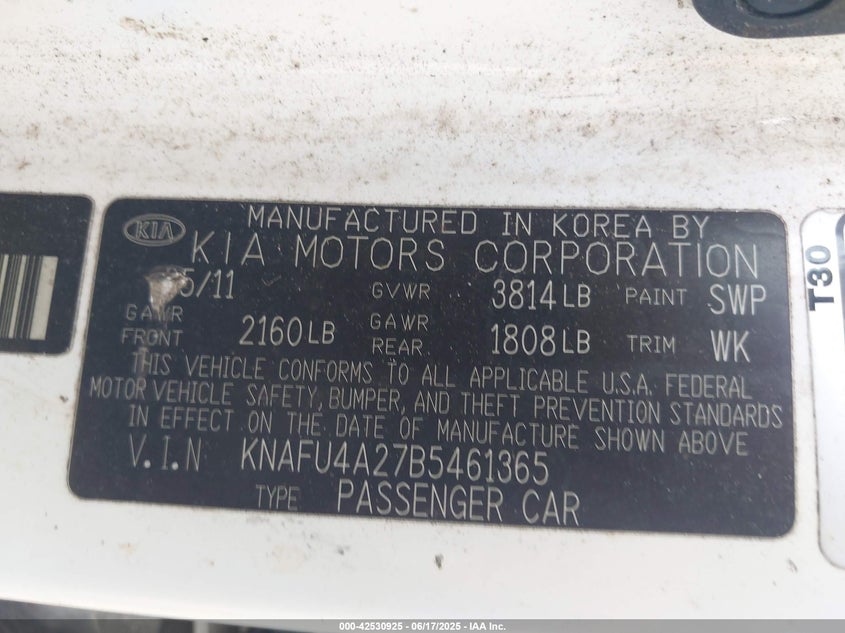 MANUFACTURED IN KOREA BY
KIA
KIA MOTORS CORPORATION
5/11 GVWR 3814 LB PAINT SWP
GAWR FRONT 2160 LB GAWR REAR 1808 LB TRIM WK
THIS VEHICLE CONFORMS TO ALL APPLICABLE U.S.A. FEDERAL
MOTOR VEHICLE SAFETY, BUMPER, AND THEFT PREVENTION STANDARDS
IN EFFECT ON THE DATE OF MANUFACTURE SHOWN ABOVE
V.I.N KNAFU4A27B5461365
TYPE PASSENGER CAR
T30
000-42530925 - 06/17/2025 - IAA Inc.